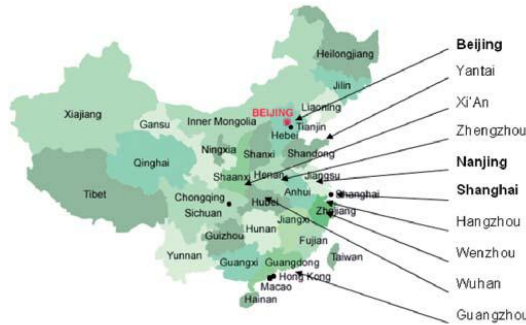 Heilongjiang
Jilin
Liaoning
Xiajiang
Gansu
Inner Mongolia
BEIJING
Tianjin
Hebei
Ningxia
Shanxi
Shandong
Qinghai
Shaanxi
Henan
Jiangsu
Tibet
Chongqing
Sichuan
Hubei
Anhui
Shanghai
Zhejiang
Jiangxi
Hunan
Guizhou
Fujian
Yunnan
Guangxi
Guangdong
Taiwan
Hong Kong
Macao
Hainan
Beijing
Yantai
Xi'An
Zhengzhou
Nanjing
Shanghai
Hangzhou
Wenzhou
Wuhan
Guangzhou